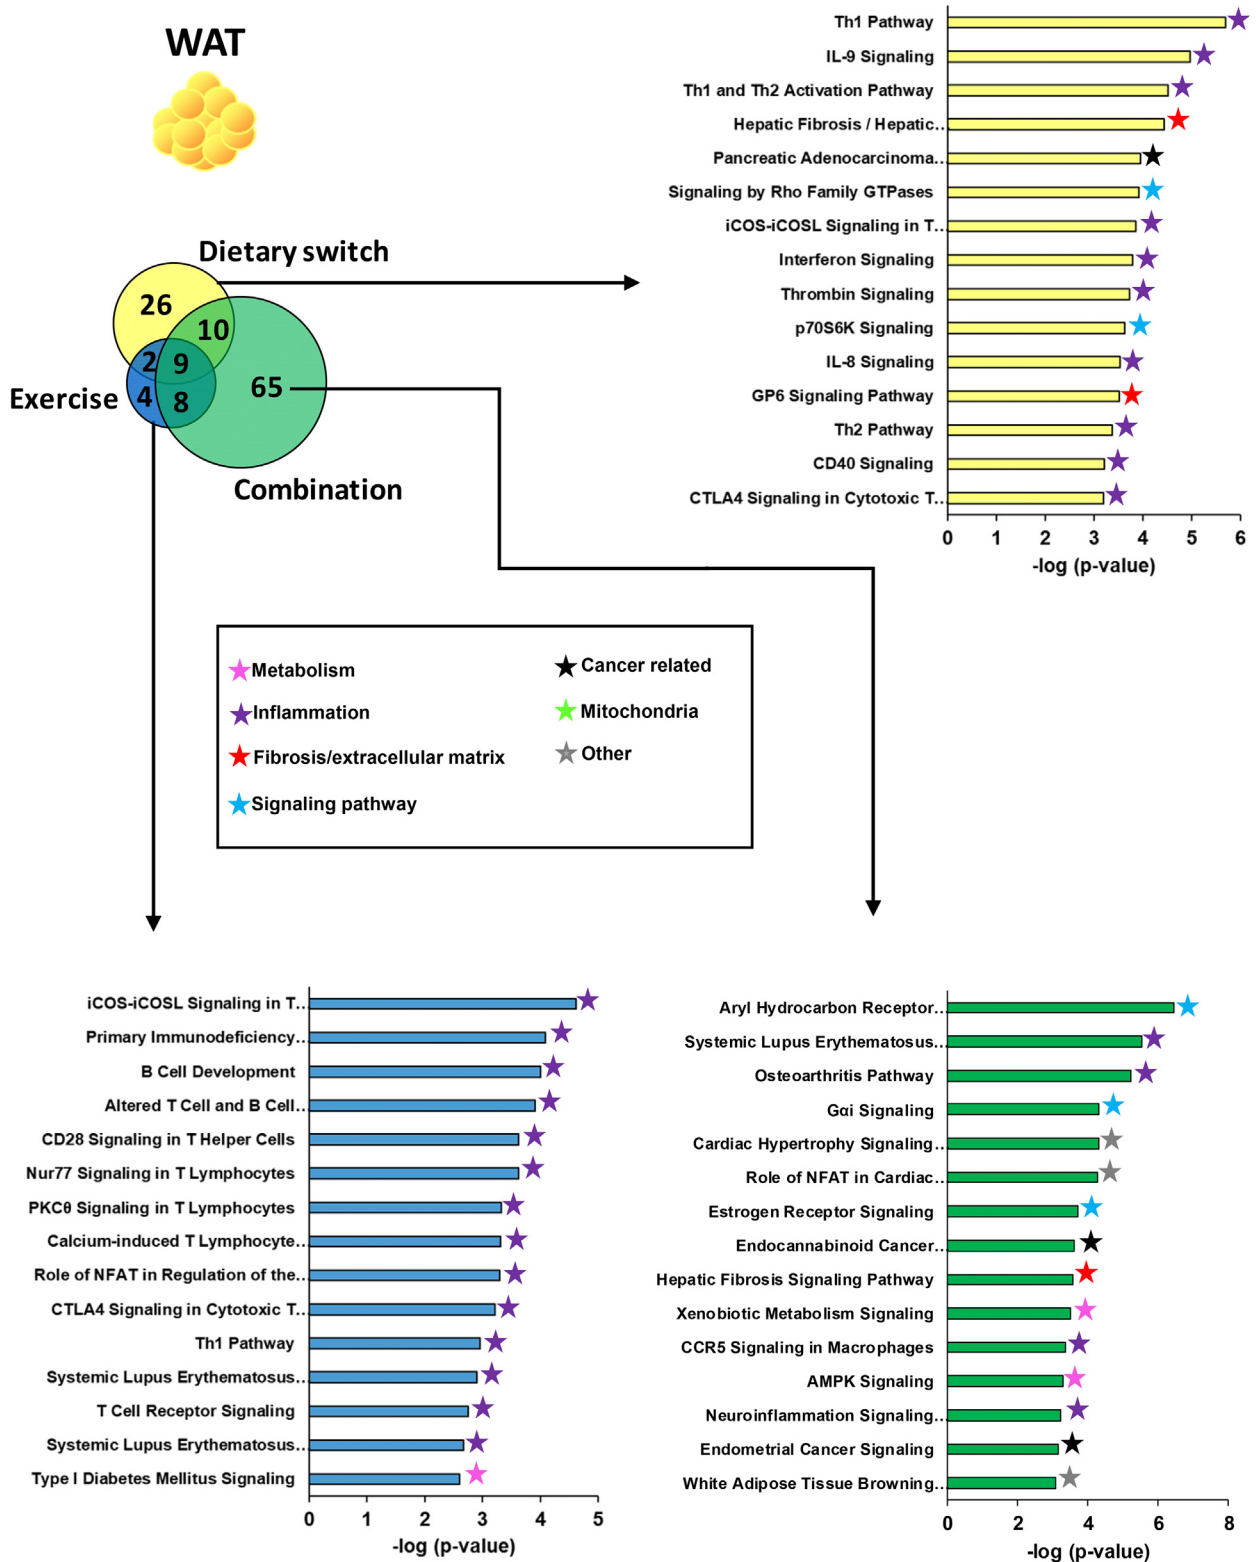 WAT
Dietary switch
26
10
2
9
65
Exercise
4
8
Combination
Th1 Pathway
IL-9 Signaling
Th1 and Th2 Activation Pathway
Hepatic Fibrosis / Hepatic..
Pancreatic Adenocarcinoma..
Signaling by Rho Family GTPases
iCOS-iCOSL Signaling in T..
Interferon Signaling
Thrombin Signaling
p70S6K Signaling
IL-8 Signaling
GP6 Signaling Pathway
Th2 Pathway
CD40 Signaling
CTLA4 Signaling in Cytotoxic T..
0 1 2 3 4 5 6
-log (p-value)
Metabolism
Inflammation
Fibrosis/extracellular matrix
Signaling pathway
Cancer related
Mitochondria
Other
iCOS-iCOSL Signaling in T..
Primary Immunodeficiency..
B Cell Development
Altered T Cell and B Cell..
CD28 Signaling in T Helper Cells
Nur77 Signaling in T Lymphocytes
PKCθ Signaling in T Lymphocytes
Calcium-induced T Lymphocyte..
Role of NFAT in Regulation of the..
CTLA4 Signaling in Cytotoxic T..
Th1 Pathway
Systemic Lupus Erythematosus..
T Cell Receptor Signaling
Systemic Lupus Erythematosus..
Type I Diabetes Mellitus Signaling
0 1 2 3 4 5
-log (p-value)
Aryl Hydrocarbon Receptor..
Systemic Lupus Erythematosus..
Osteoarthritis Pathway
Gαi Signaling
Cardiac Hypertrophy Signaling..
Role of NFAT in Cardiac..
Estrogen Receptor Signaling
Endocannabinoid Cancer..
Hepatic Fibrosis Signaling Pathway
Xenobiotic Metabolism Signaling
CCR5 Signaling in Macrophages
AMPK Signaling
Neuroinflammation Signaling..
Endometrial Cancer Signaling
White Adipose Tissue Browning..
0 2 4 6 8
-log (p-value)